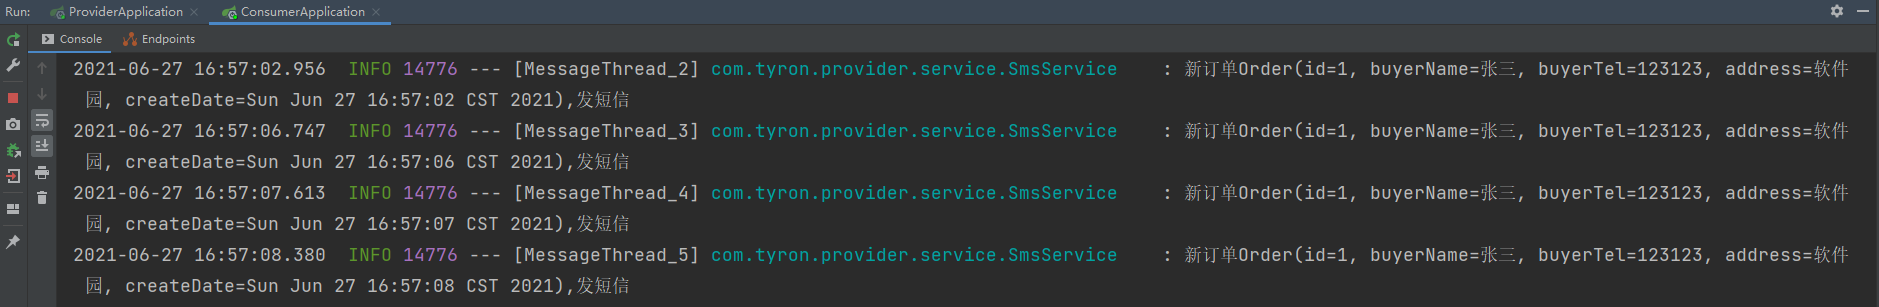 Run: ProviderApplication ConsumerApplication
Console Endpoints
2021-06-27 16:57:02.956 INFO 14776 --- [MessageThread_2] com.tyron.provider.service.SmsService : 新订单Order(id=1, buyerName=张三, buyerTel=123123, address=软件
园, createDate=Sun Jun 27 16:57:02 CST 2021),发短信
2021-06-27 16:57:06.747 INFO 14776 --- [MessageThread_3] com.tyron.provider.service.SmsService : 新订单Order(id=1, buyerName=张三, buyerTel=123123, address=软件
园, createDate=Sun Jun 27 16:57:06 CST 2021),发短信
2021-06-27 16:57:07.613 INFO 14776 --- [MessageThread_4] com.tyron.provider.service.SmsService : 新订单Order(id=1, buyerName=张三, buyerTel=123123, address=软件
园, createDate=Sun Jun 27 16:57:07 CST 2021),发短信
2021-06-27 16:57:08.380 INFO 14776 --- [MessageThread_5] com.tyron.provider.service.SmsService : 新订单Order(id=1, buyerName=张三, buyerTel=123123, address=软件
园, createDate=Sun Jun 27 16:57:08 CST 2021),发短信